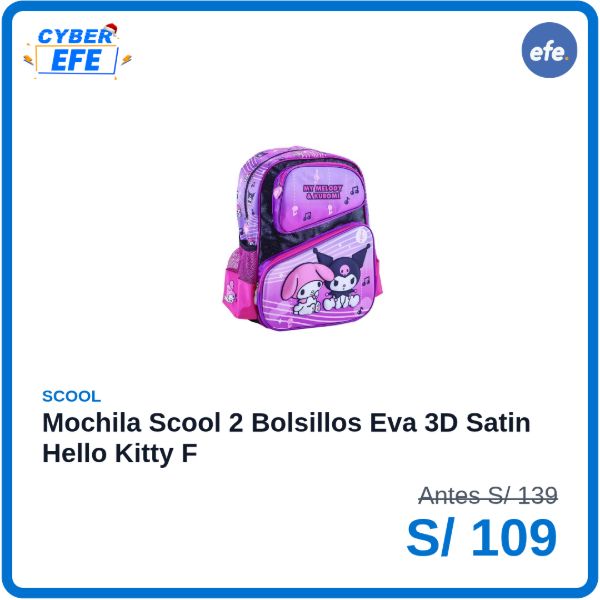 CYBER
EFE
efe.
MY MELODY
& KUROMI
SCOOL
Mochila Scool 2 Bolsillos Eva 3D Satin
Hello Kitty F
Antes S/ 139
S/ 109